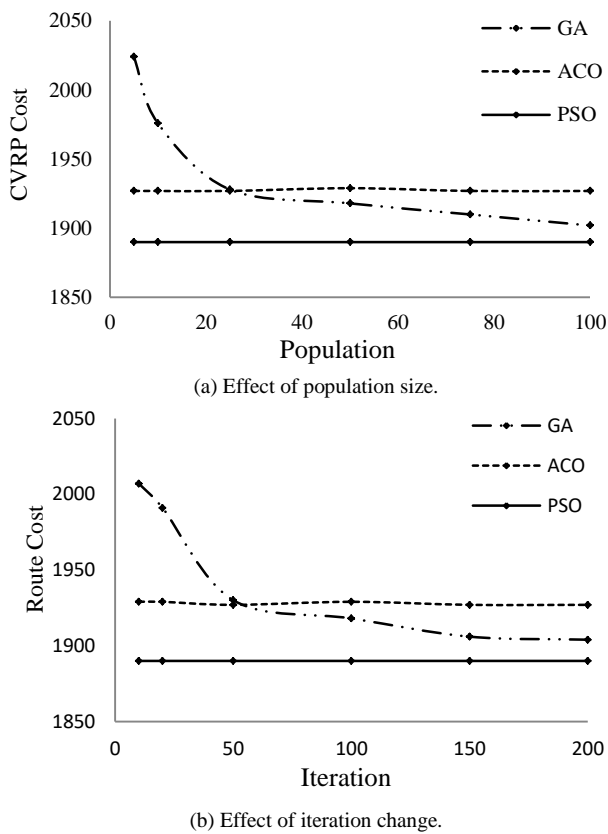 2050
2000
1950
1900
1850
CVRP Cost
GA
ACO
PSO
0 20 40 60 80 100
Population
(a) Effect of population size.
2050
2000
1950
1900
1850
Route Cost
GA
ACO
PSO
0 50 100 150 200
Iteration
(b) Effect of iteration change.